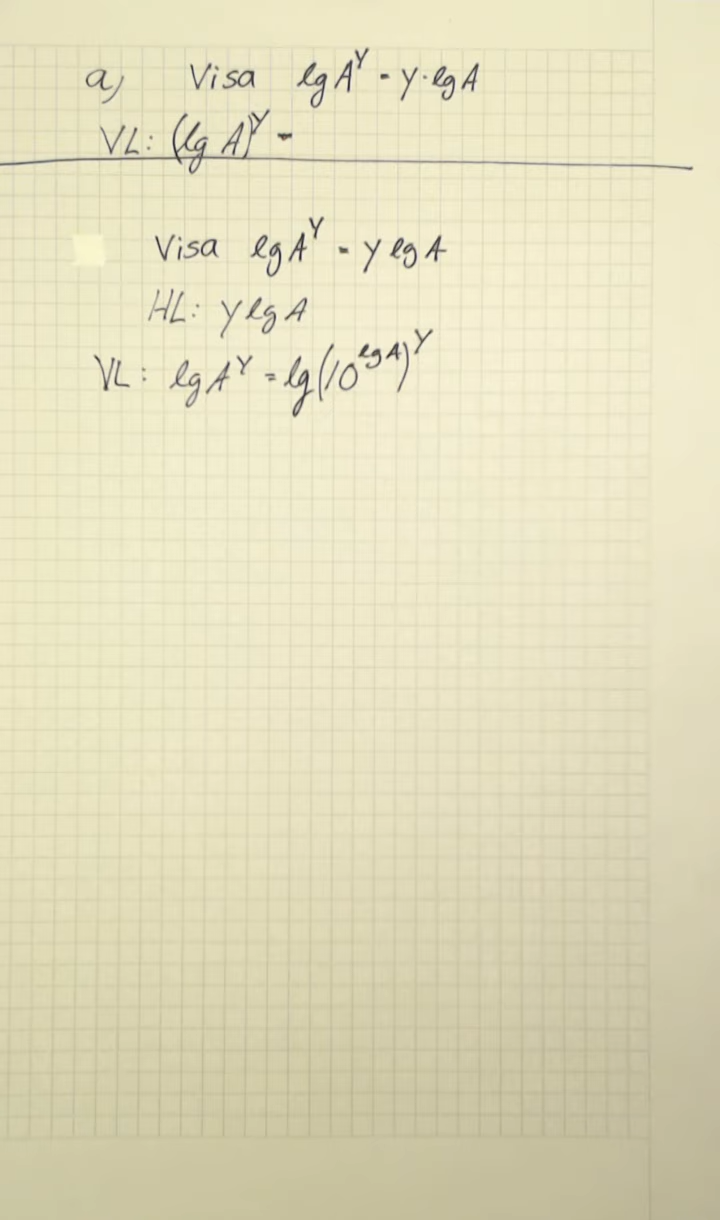 a) Visa lg A^Y = y · lg A
VL: (lg A)^Y =
Visa lg A^Y = y lg A
HL: y lg A
VL: lg A^Y = lg (10^lg A)^Y